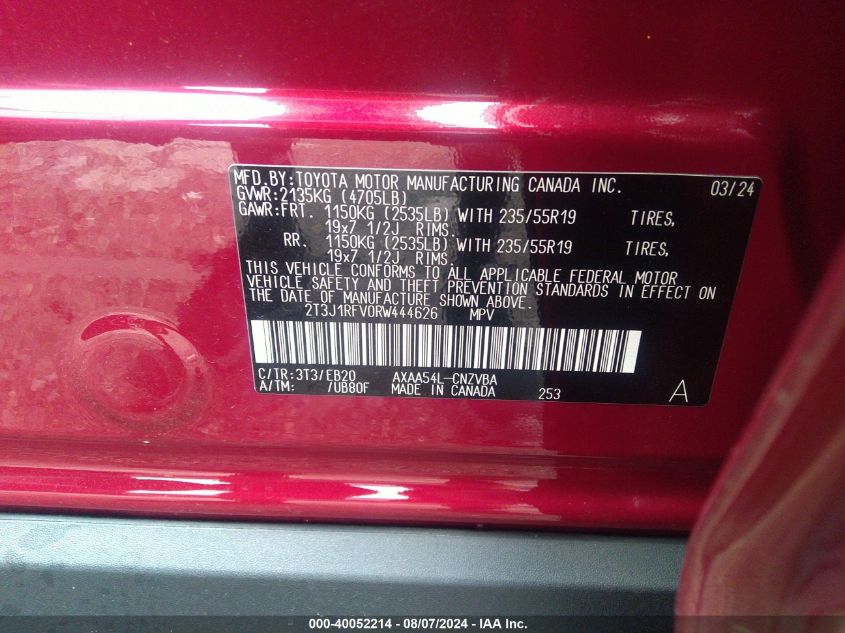 MFD.BY:TOYOTA MOTOR MANUFACTURING CANADA INC. 03/24
GVWR:2135KG (4705LB)
GAWR:FRT. 1150KG (2535LB) WITH 235/55R19 TIRES,
19x7 1/2J RIMS.
RR. 1150KG (2535LB) WITH 235/55R19 TIRES,
19x7 1/2J RIMS.
THIS VEHICLE CONFORMS TO ALL APPLICABLE FEDERAL MOTOR
VEHICLE SAFETY AND THEFT PREVENTION STANDARDS IN EFFECT ON
THE DATE OF MANUFACTURE SHOWN ABOVE.
2T3J1RFV0RW444626 MPV
C/TR:3T3/EB20 AXAA54L-CNZVBA
A/TM: /UB80F MADE IN CANADA 253 A
000-40052214 - 08/07/2024 - IAA Inc.